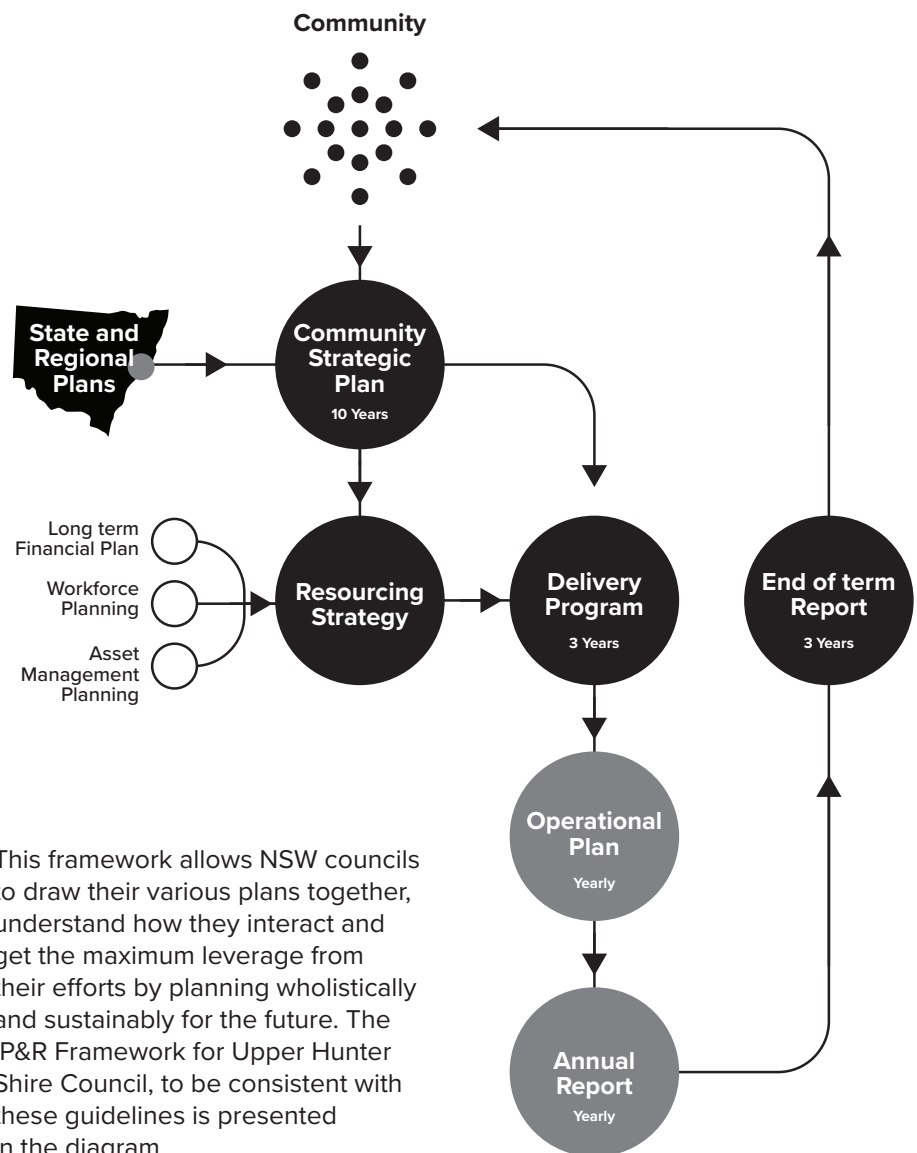 Community
State and
Regional
Plans
Community
Strategic
Plan
10 Years
Long term
Financial Plan
Workforce
Planning
Asset
Management
Planning
Resourcing
Strategy
Delivery
Program
3 Years
End of term
Report
3 Years
Operational
Plan
Yearly
Annual
Report
Yearly
This framework allows NSW councils
to draw their various plans together,
understand how they interact and
get the maximum leverage from
their efforts by planning wholistically
and sustainably for the future. The
P&R Framework for Upper Hunter
Shire Council, to be consistent with
these guidelines is presented
in the diagram